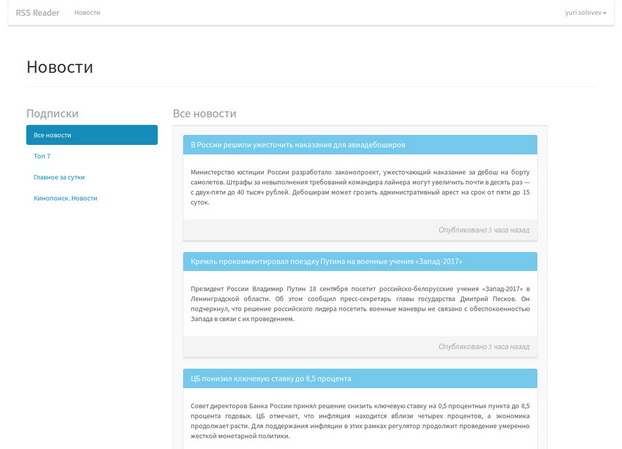 RSS Reader Новости yuri solovev
Новости
Подписки
Все новости
Топ 7
Главное за сутки
Кинопоиск. Новости
Все новости
В России решили ужесточить наказания для авиадебоширов
Министерство юстиции России разработало законопроект, ужесточающий наказание за дебош на борту
самолетов. Штрафы за невыполнения требований командира лайнера могут увеличить почти в десять раз —
с двух-пяти до 40 тысяч рублей. Дебоширам может грозить административный арест на срок от пяти до 15
суток.
Опубликовано 3 часа назад
Кремль прокомментировал поездку Путина на военные учения «Запад-2017»
Президент России Владимир Путин 18 сентября посетит российско-белорусские учения «Запад-2017» в
Ленинградской области. Об этом сообщил пресс-секретарь главы государства Дмитрий Песков. Он
подчеркнул, что решение российского лидера посетить военные маневры не связано с обеспокоенностью
Запада в связи с их проведением.
Опубликовано 3 часа назад
ЦБ понизил ключевую ставку до 8,5 процента
Совет директоров Банка России принял решение снизить ключевую ставку на 0,5 процентных пункта до 8,5
процента годовых. ЦБ отмечает, что инфляция находится вблизи четырех процентов, а экономика
продолжает расти. Для поддержания инфляции в этих рамках регулятор продолжит проведение умеренно
жесткой монетарной политики.